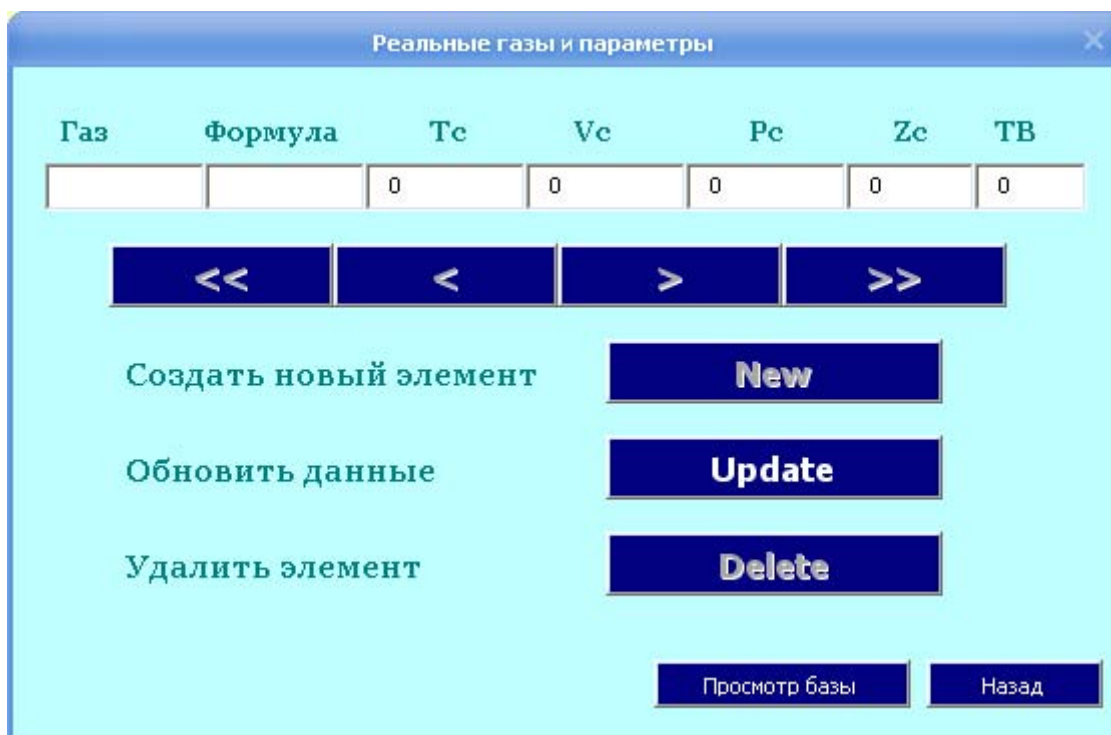 Реальные газы и параметры
Газ Формула Tc Vc Pc Zc TB
0 0 0 0 0
<< < > >>
Создать новый элемент New
Обновить данные Update
Удалить элемент Delete
Просмотр базы Назад